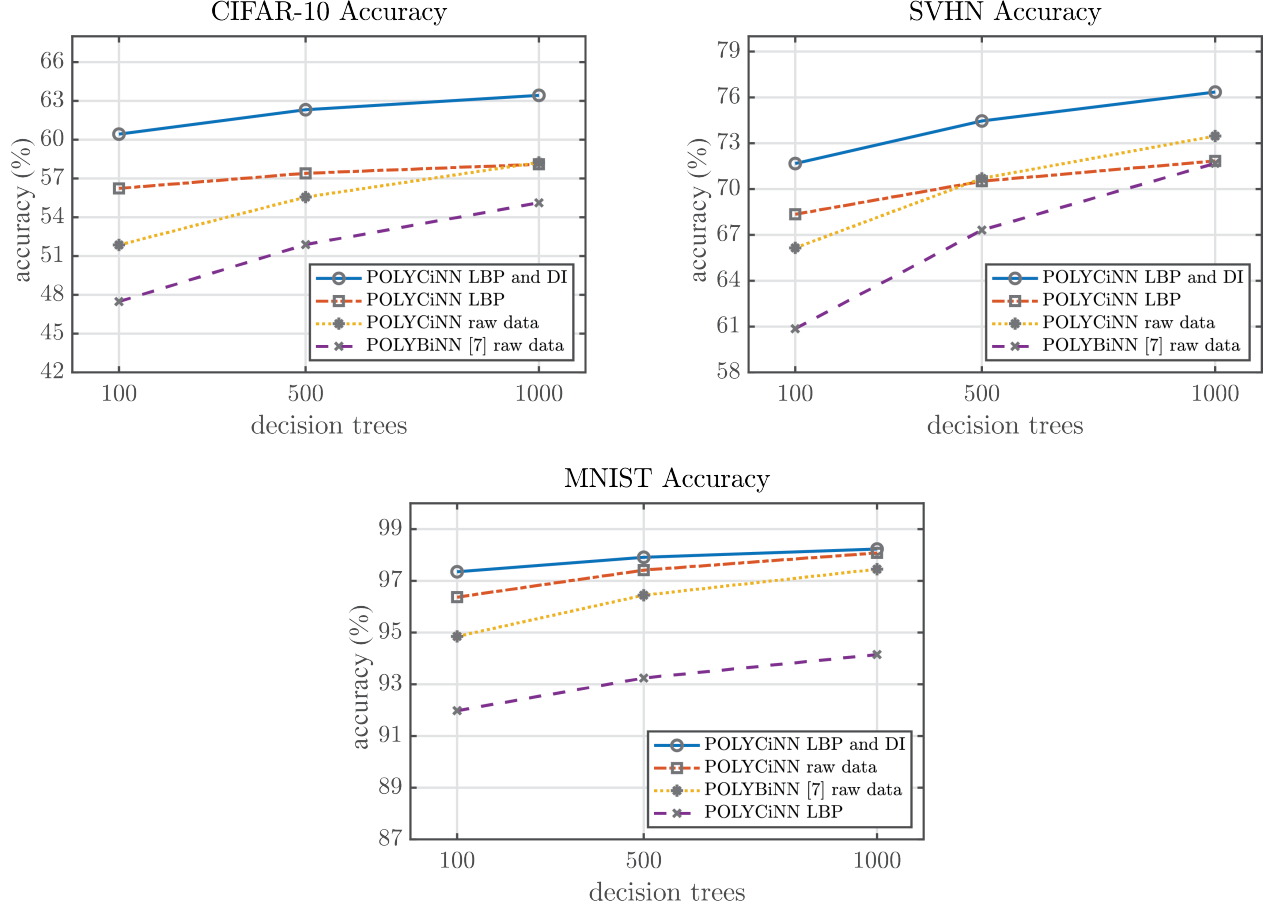 CIFAR-10 Accuracy
66
63
60
57
54
51
48
45
42
accuracy (%)
100
500
1000
decision trees
POLYCiNN LBP and DI
POLYCiNN LBP
POLYCiNN raw data
POLYBiNN [7] raw data
SVHN Accuracy
79
76
73
70
67
64
61
58
accuracy (%)
100
500
1000
decision trees
POLYCiNN LBP and DI
POLYCiNN LBP
POLYCiNN raw data
POLYBiNN [7] raw data
MNIST Accuracy
99
97
95
93
91
89
87
accuracy (%)
100
500
1000
decision trees
POLYCiNN LBP and DI
POLYCiNN raw data
POLYBiNN [7] raw data
POLYCiNN LBP